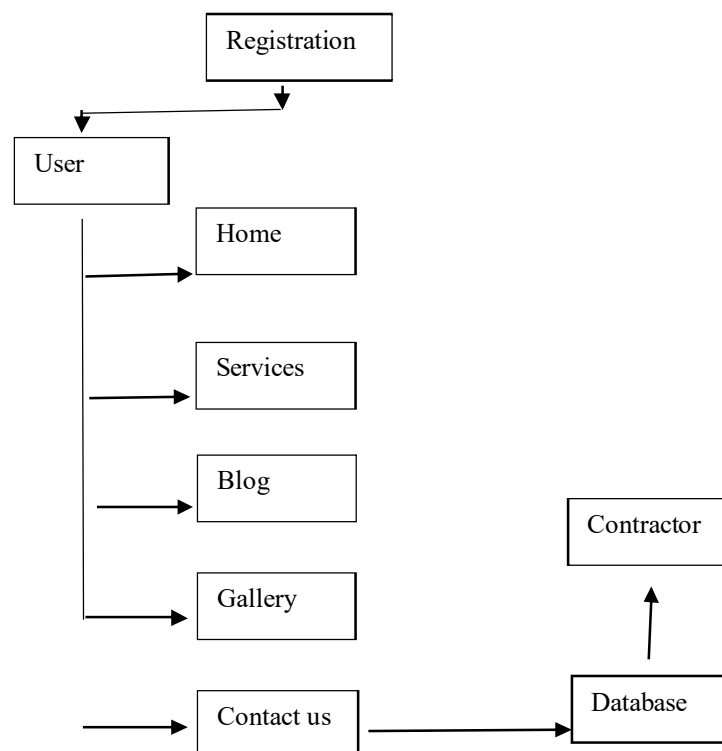 Registration
User
Home
Services
Blog
Gallery
Contact us
Contractor
Database